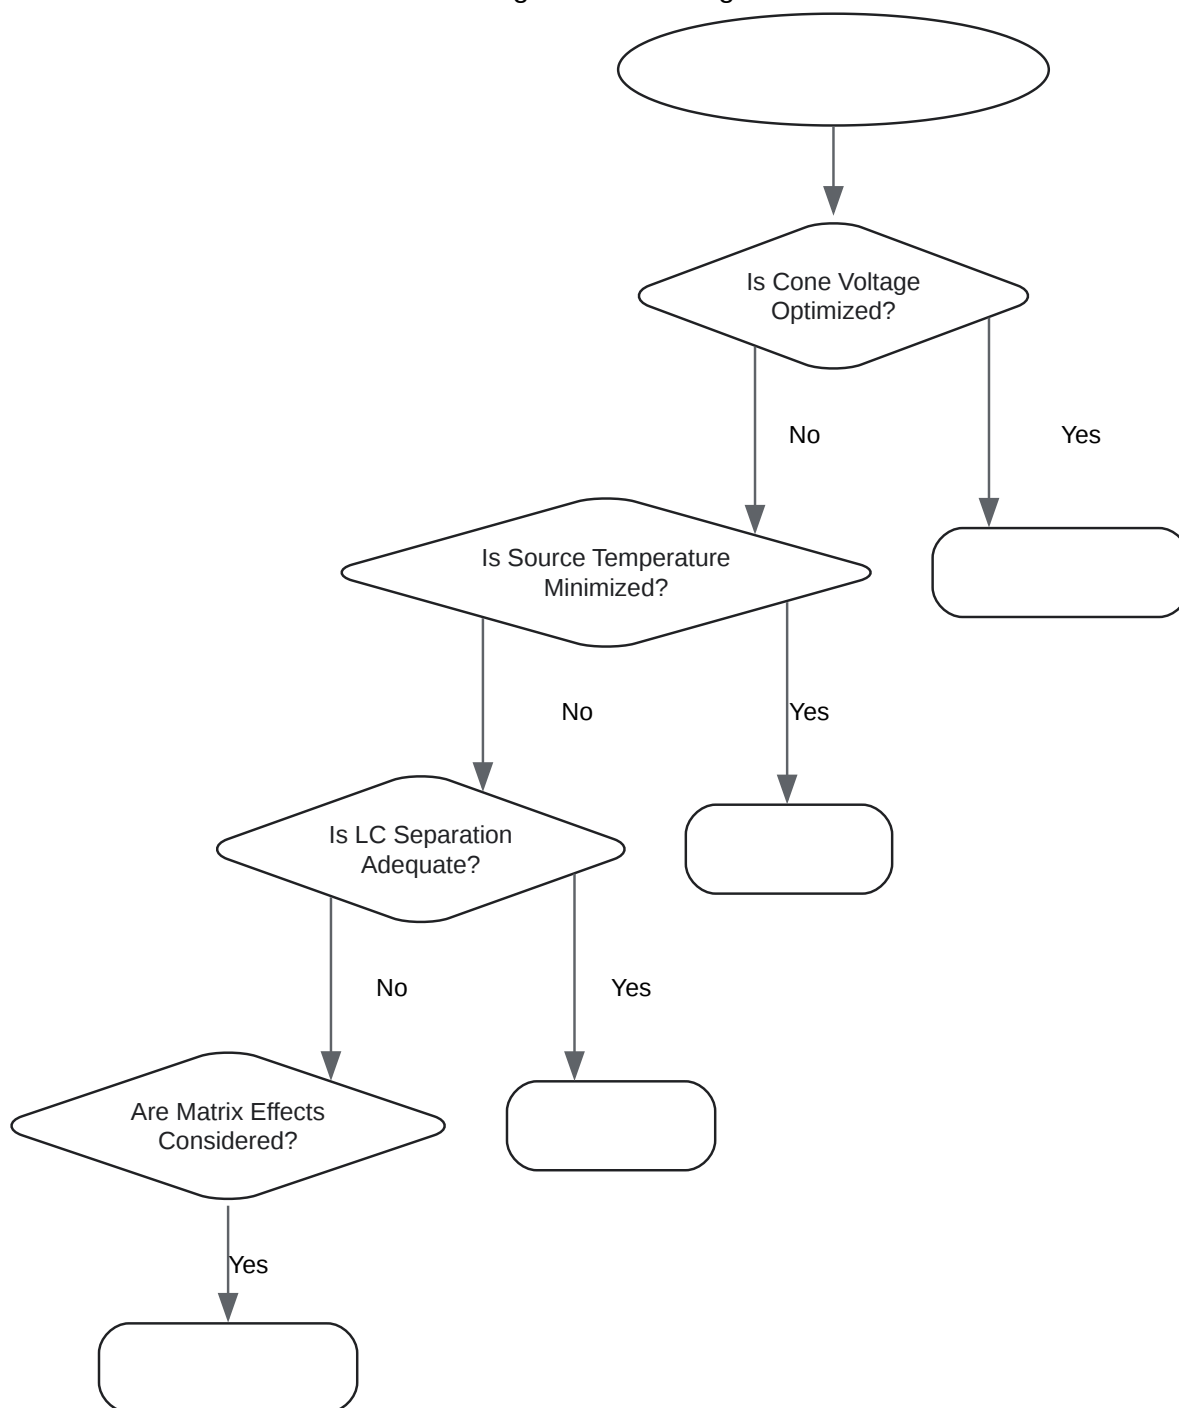 Is Cone Voltage
Optimized?
No
Yes
Is Source Temperature
Minimized?
No
Yes
Is LC Separation
Adequate?
No
Yes
Are Matrix Effects
Considered?
Yes